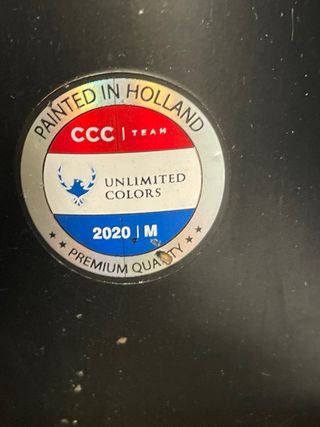 PAINTED IN HOLLAND
CCC | TEAM
UNLIMITED
COLORS
2020 | M
★ ★ PREMIUM QUALITY ★ ★